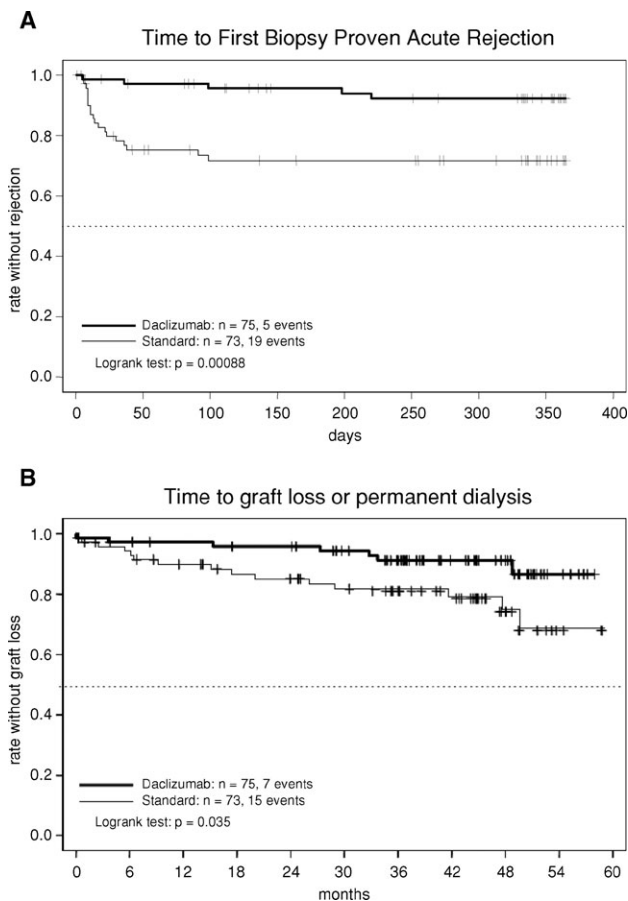 A
Time to First Biopsy Proven Acute Rejection
rate without rejection
1.0
0.8
0.6
0.4
0.2
0.0
Daclizumab: n = 75, 5 events
Standard: n = 73, 19 events
Logrank test: p = 0.00088
0 50 100 150 200 250 300 350 400
days
B
Time to graft loss or permanent dialysis
rate without graft loss
1.0
0.8
0.6
0.4
0.2
0.0
Daclizumab: n = 75, 7 events
Standard: n = 73, 15 events
Logrank test: p = 0.035
0 6 12 18 24 30 36 42 48 54 60
months